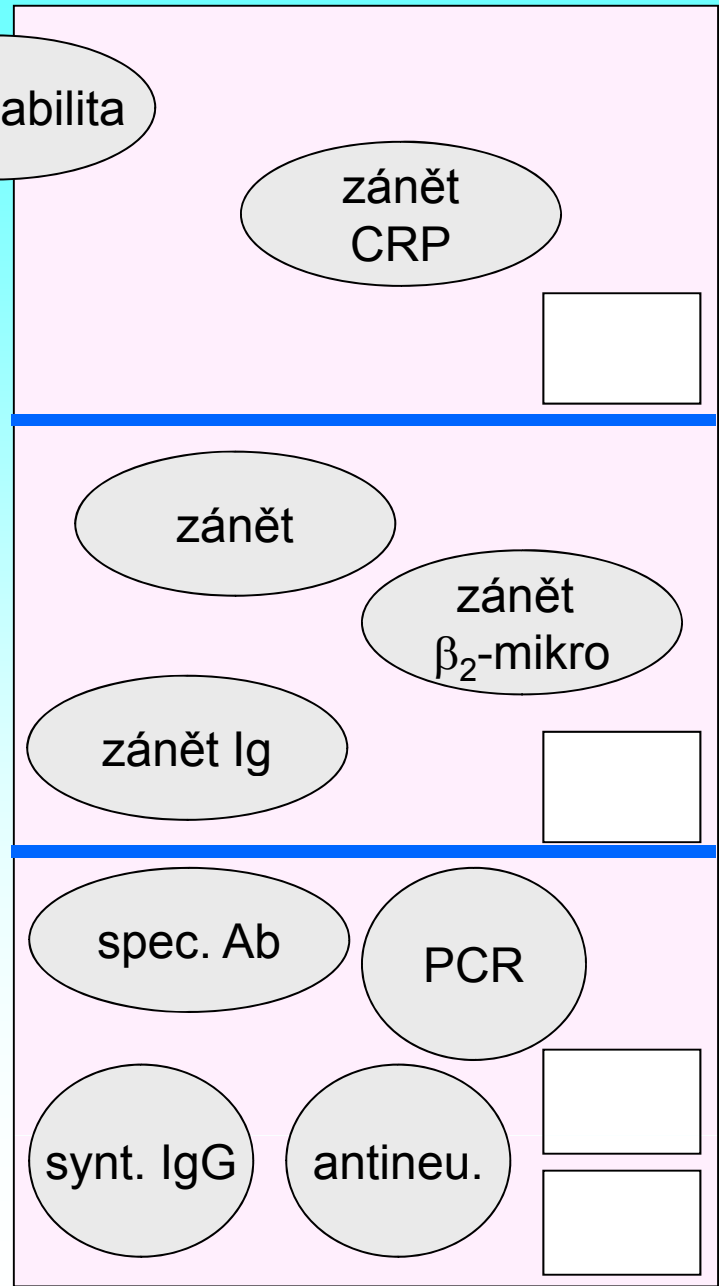 abilita
zánět
CRP
zánět
zánět
β₂-mikro
zánět Ig
spec. Ab
PCR
synt. IgG
antineu.